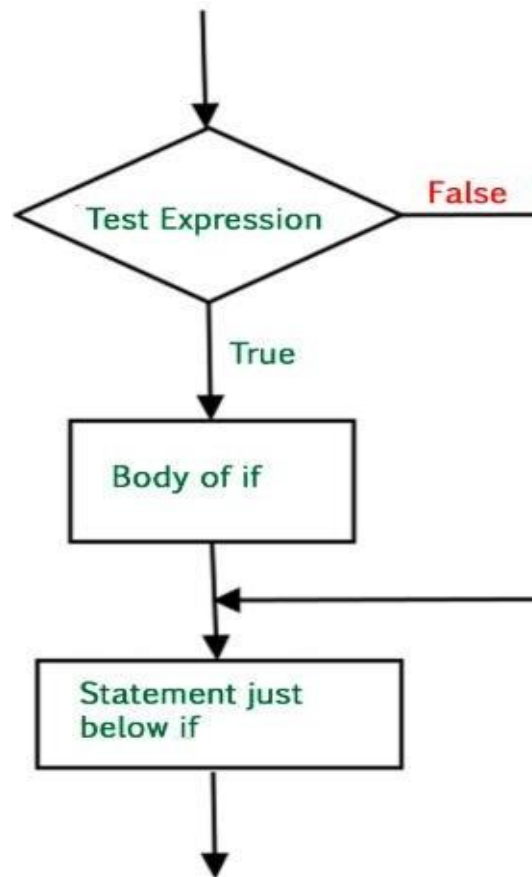 Test Expression
False
True
Body of if
Statement just
below if